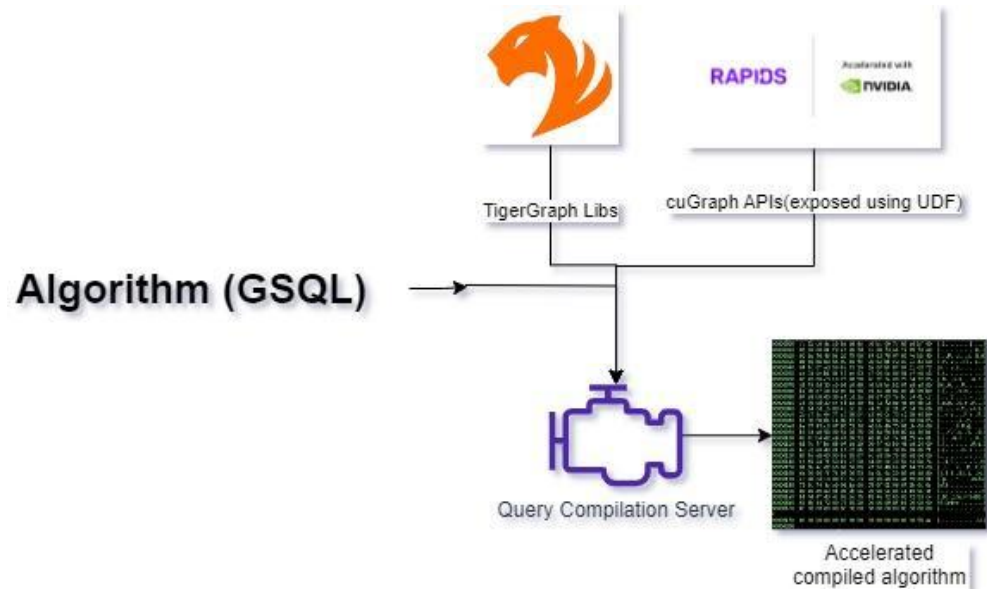 RAPIDS
Accelerated with
NVIDIA
TigerGraph Libs
cuGraph APIs(exposed using UDF)
Algorithm (GSQL)
Query Compilation Server
Accelerated
compiled algorithm